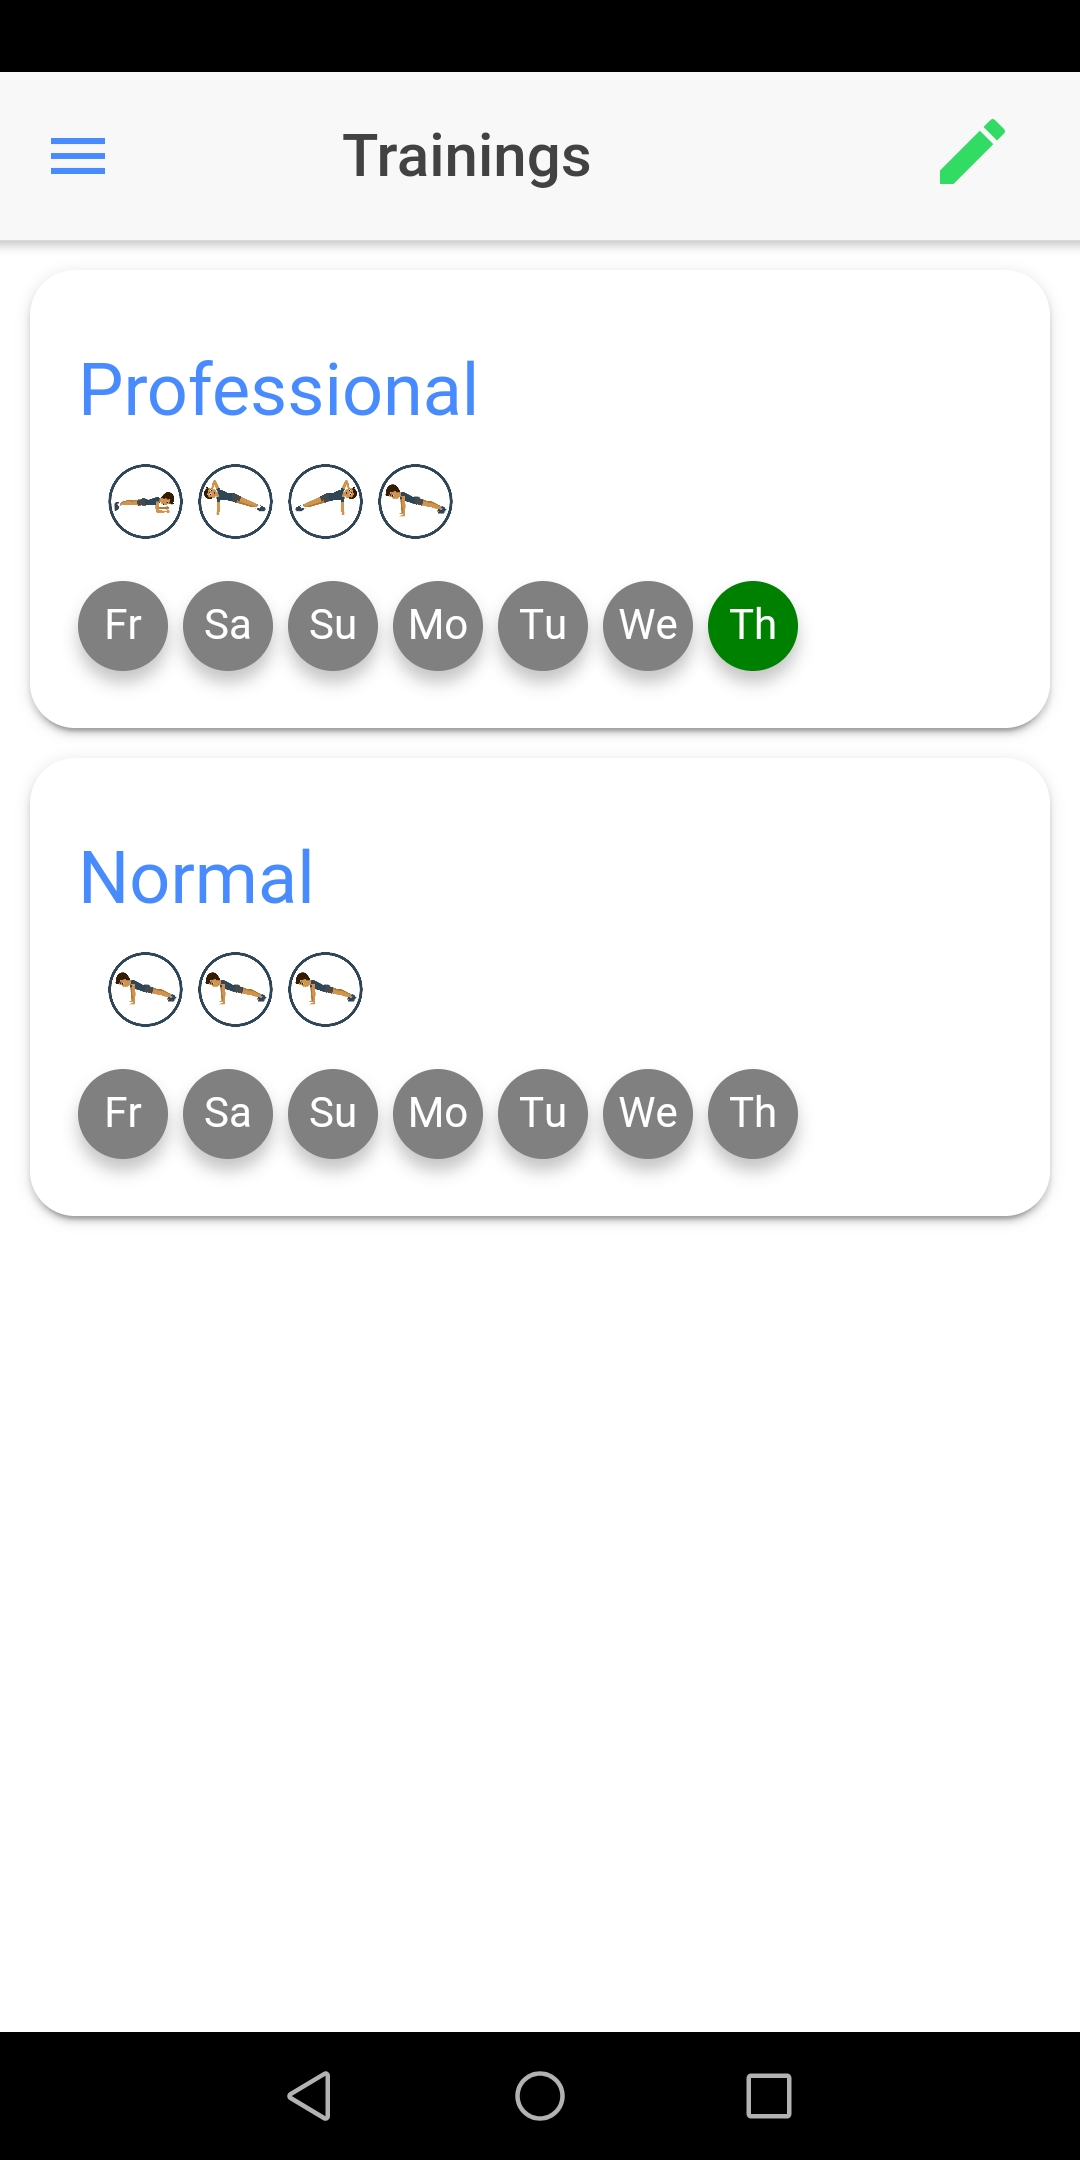 Trainings
Professional
Fr Sa Su Mo Tu We Th
Normal
Fr Sa Su Mo Tu We Th